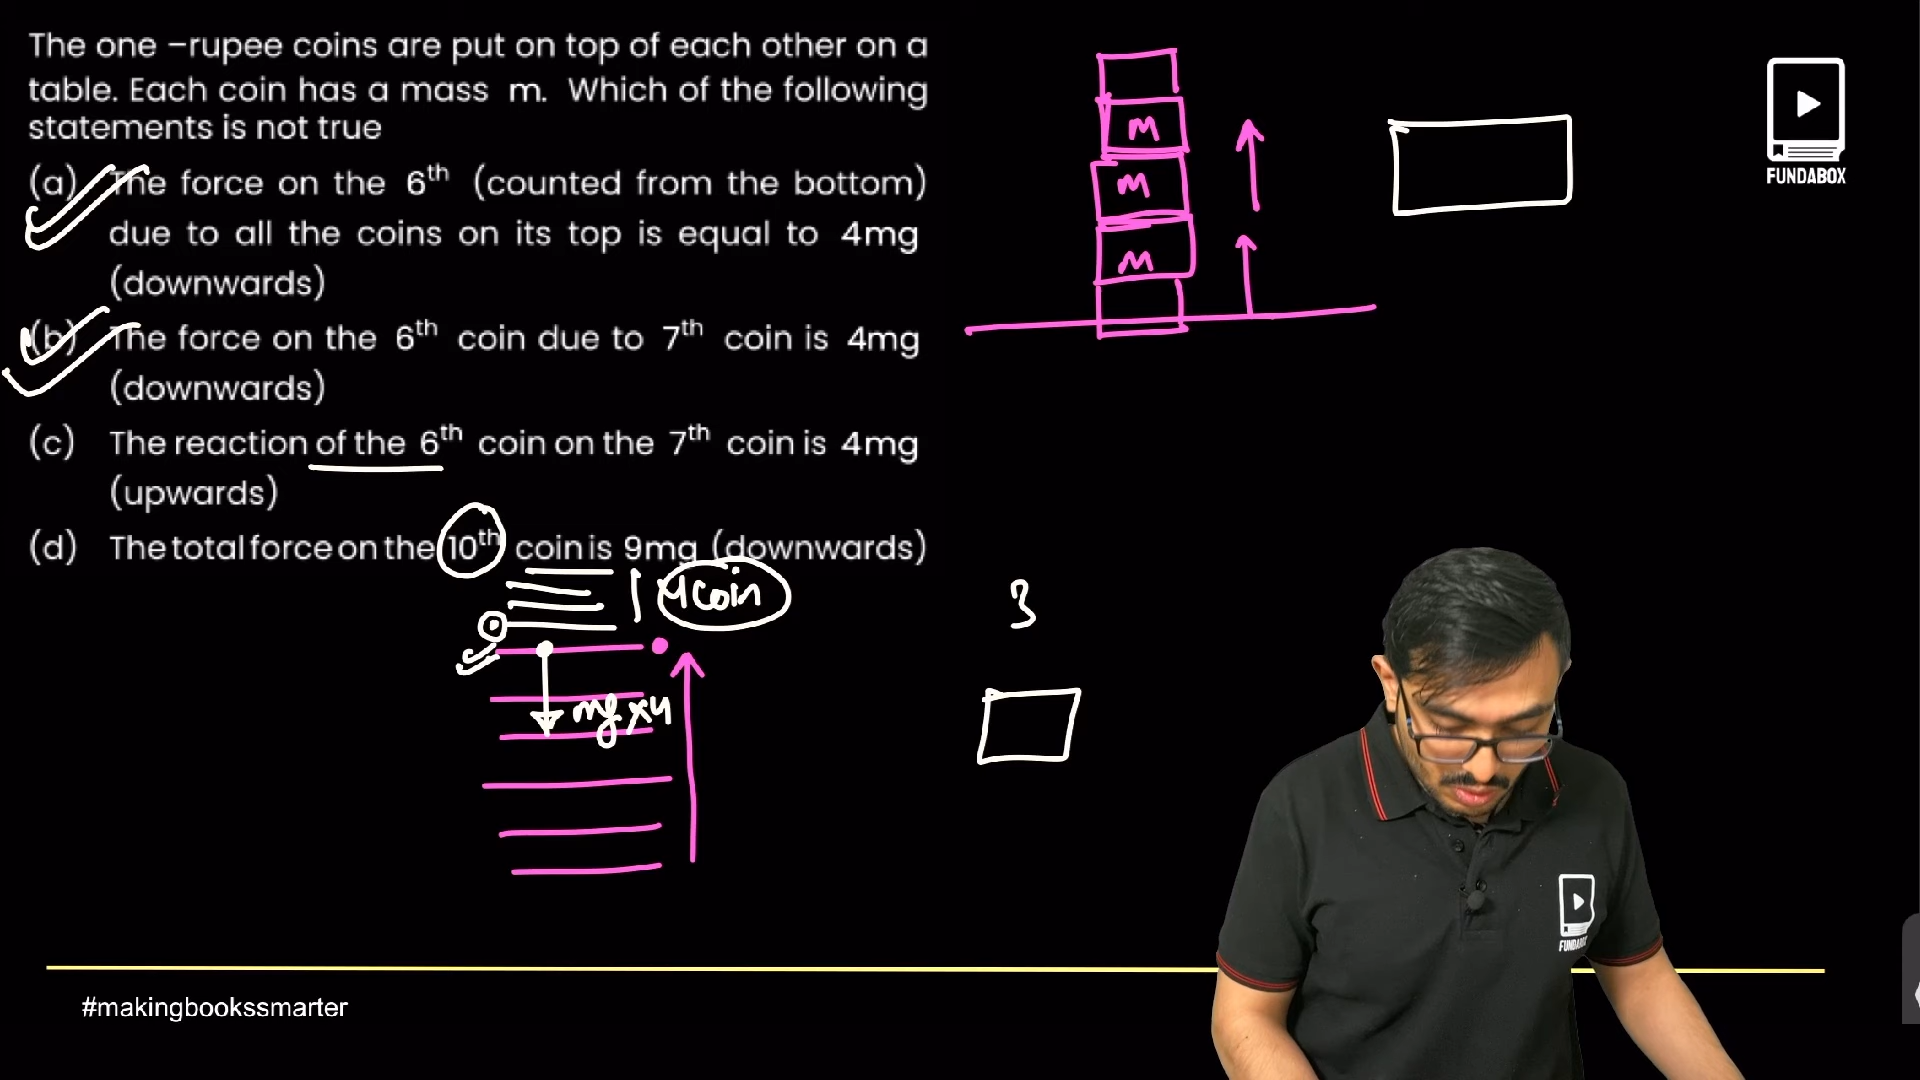 The one –rupee coins are put on top of each other on a
table. Each coin has a mass m. Which of the following
statements is not true
(a) The force on the 6th (counted from the bottom)
due to all the coins on its top is equal to 4mg
(downwards)
(b) The force on the 6th coin due to 7th coin is 4mg
(downwards)
(c) The reaction of the 6th coin on the 7th coin is 4mg
(upwards)
(d) The total force on the 10th coin is 9mg (downwards)
4coin
mg x4
M
M
M
3
FUNDABOX
#makingbookssmarter